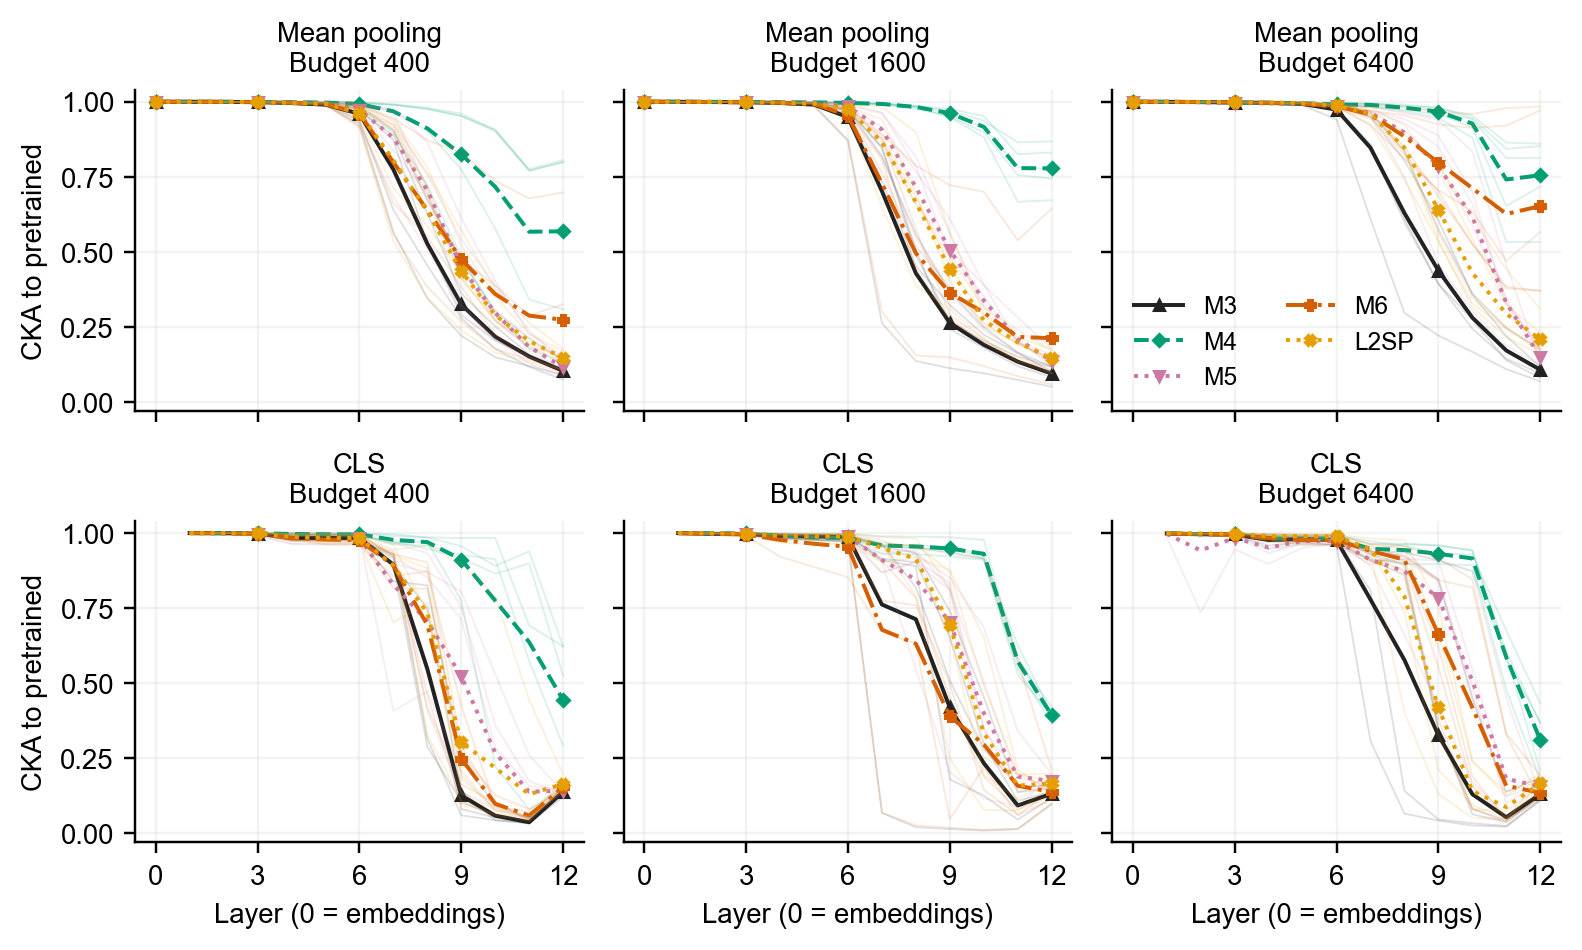 Mean pooling
Budget 400
Mean pooling
Budget 1600
Mean pooling
Budget 6400
CKA to pretrained
1.00
0.75
0.50
0.25
0.00
M3
M4
M5
M6
L2SP
CLS
Budget 400
CLS
Budget 1600
CLS
Budget 6400
CKA to pretrained
1.00
0.75
0.50
0.25
0.00
0 3 6 9 12
0 3 6 9 12
0 3 6 9 12
Layer (0 = embeddings)
Layer (0 = embeddings)
Layer (0 = embeddings)